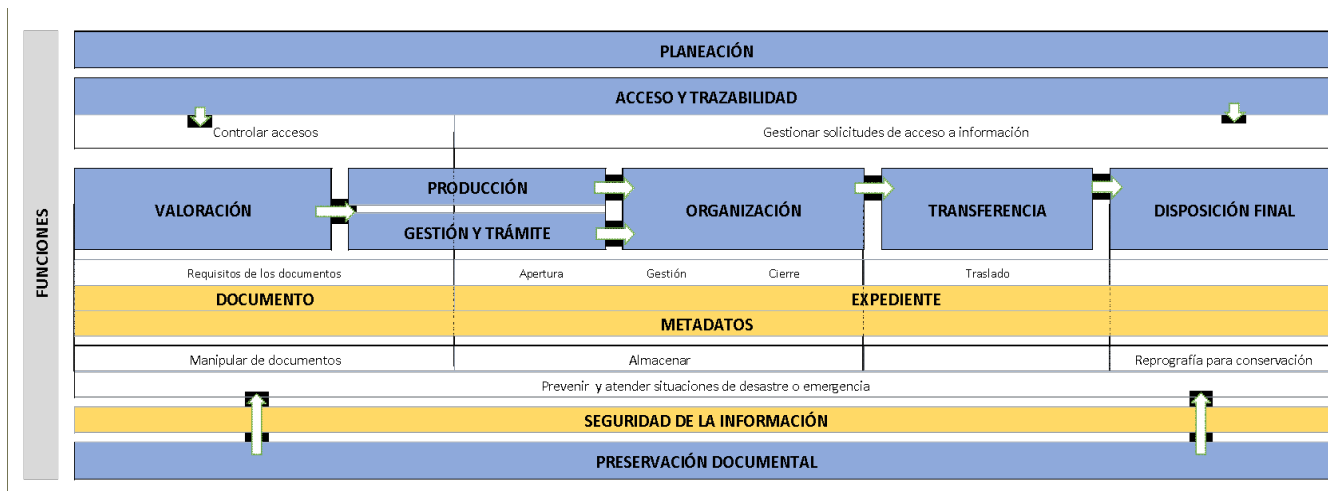 FUNCIONES
PLANEACIÓN
ACCESO Y TRAZABILIDAD
Controlar accesos
Gestionar solicitudes de acceso a información
VALORACIÓN
PRODUCCIÓN
GESTIÓN Y TRÁMITE
ORGANIZACIÓN
TRANSFERENCIA
DISPOSICIÓN FINAL
Requisitos de los documentos
Apertura
Gestión
Cierre
Traslado
DOCUMENTO
EXPEDIENTE
METADATOS
Manipular de documentos
Almacenar
Reprografía para conservación
Prevenir y atender situaciones de desastre o emergencia
SEGURIDAD DE LA INFORMACIÓN
PRESERVACIÓN DOCUMENTAL